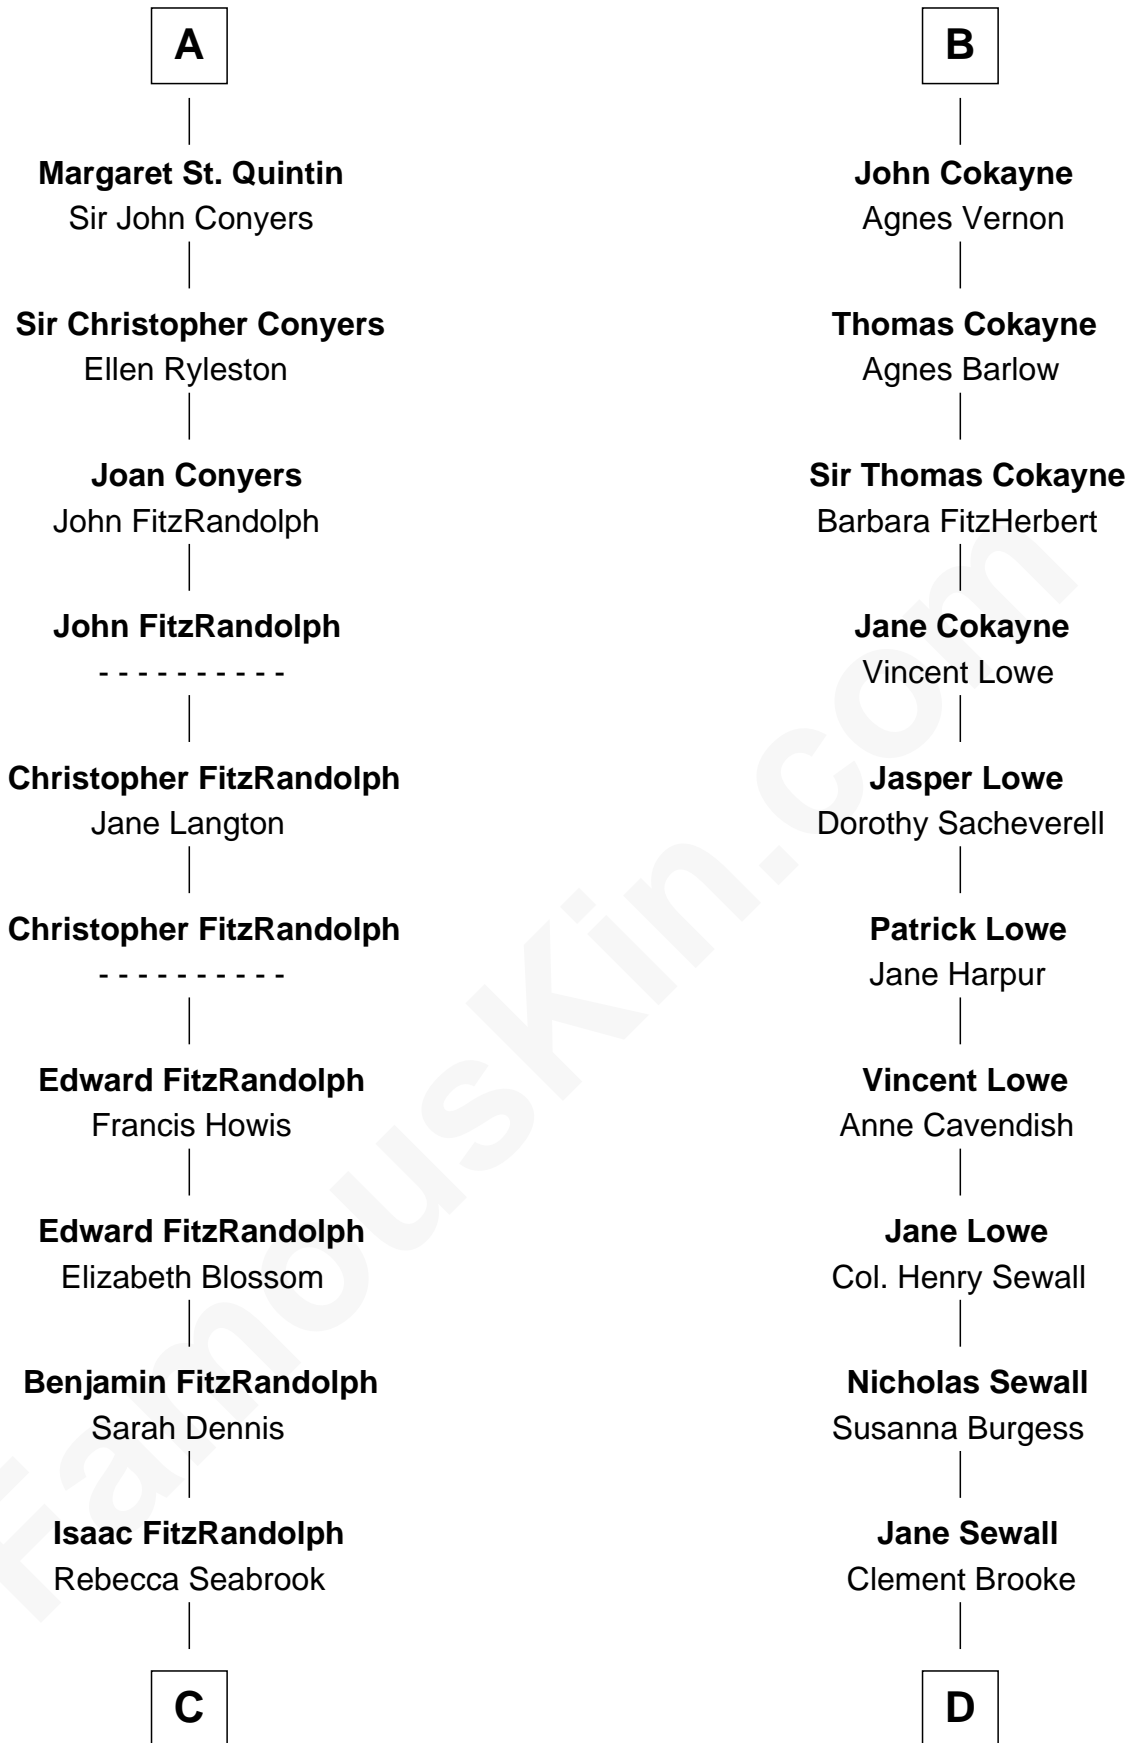 A
Margaret St. Quintin
Sir John Conyers
Sir Christopher Conyers
Ellen Ryleston
Joan Conyers
John FitzRandolph
John FitzRandolph
- - - - - - - - - -
Christopher FitzRandolph
Jane Langton
Christopher FitzRandolph
- - - - - - - - - -
Edward FitzRandolph
Francis Howis
Edward FitzRandolph
Elizabeth Blossom
Benjamin FitzRandolph
Sarah Dennis
Isaac FitzRandolph
Rebecca Seabrook
C
B
John Cokayne
Agnes Vernon
Thomas Cokayne
Agnes Barlow
Sir Thomas Cokayne
Barbara FitzHerbert
Jane Cokayne
Vincent Lowe
Jasper Lowe
Dorothy Sacheverell
Patrick Lowe
Jane Harpur
Vincent Lowe
Anne Cavendish
Jane Lowe
Col. Henry Sewall
Nicholas Sewall
Susanna Burgess
Jane Sewall
Clement Brooke
D
FamousKin.com